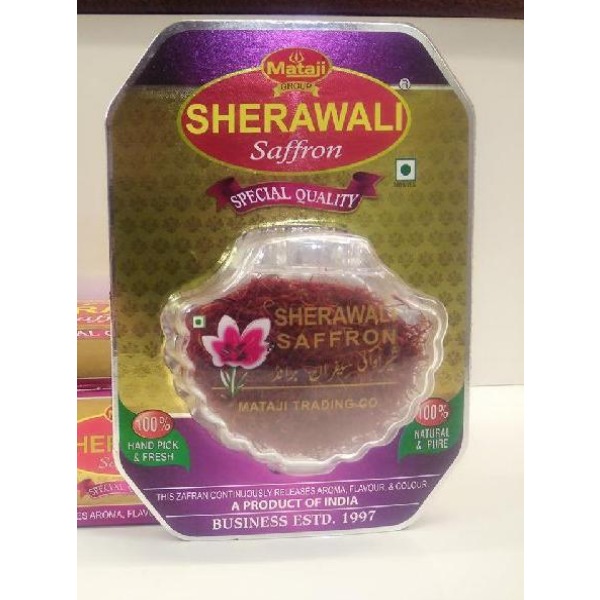 Mataji
GROUP
®
SHERAWALI
Saffron
SPECIAL QUALITY
SHERAWALI
SAFFRON
MATAJI TRADING CO
100%
HAND PICK
& FRESH
100%
NATURAL
& PURE
THIS ZAFRAN CONTINUOUSLY RELEASES AROMA, FLAVOUR, & COLOUR.
A PRODUCT OF INDIA
BUSINESS ESTD. 1997